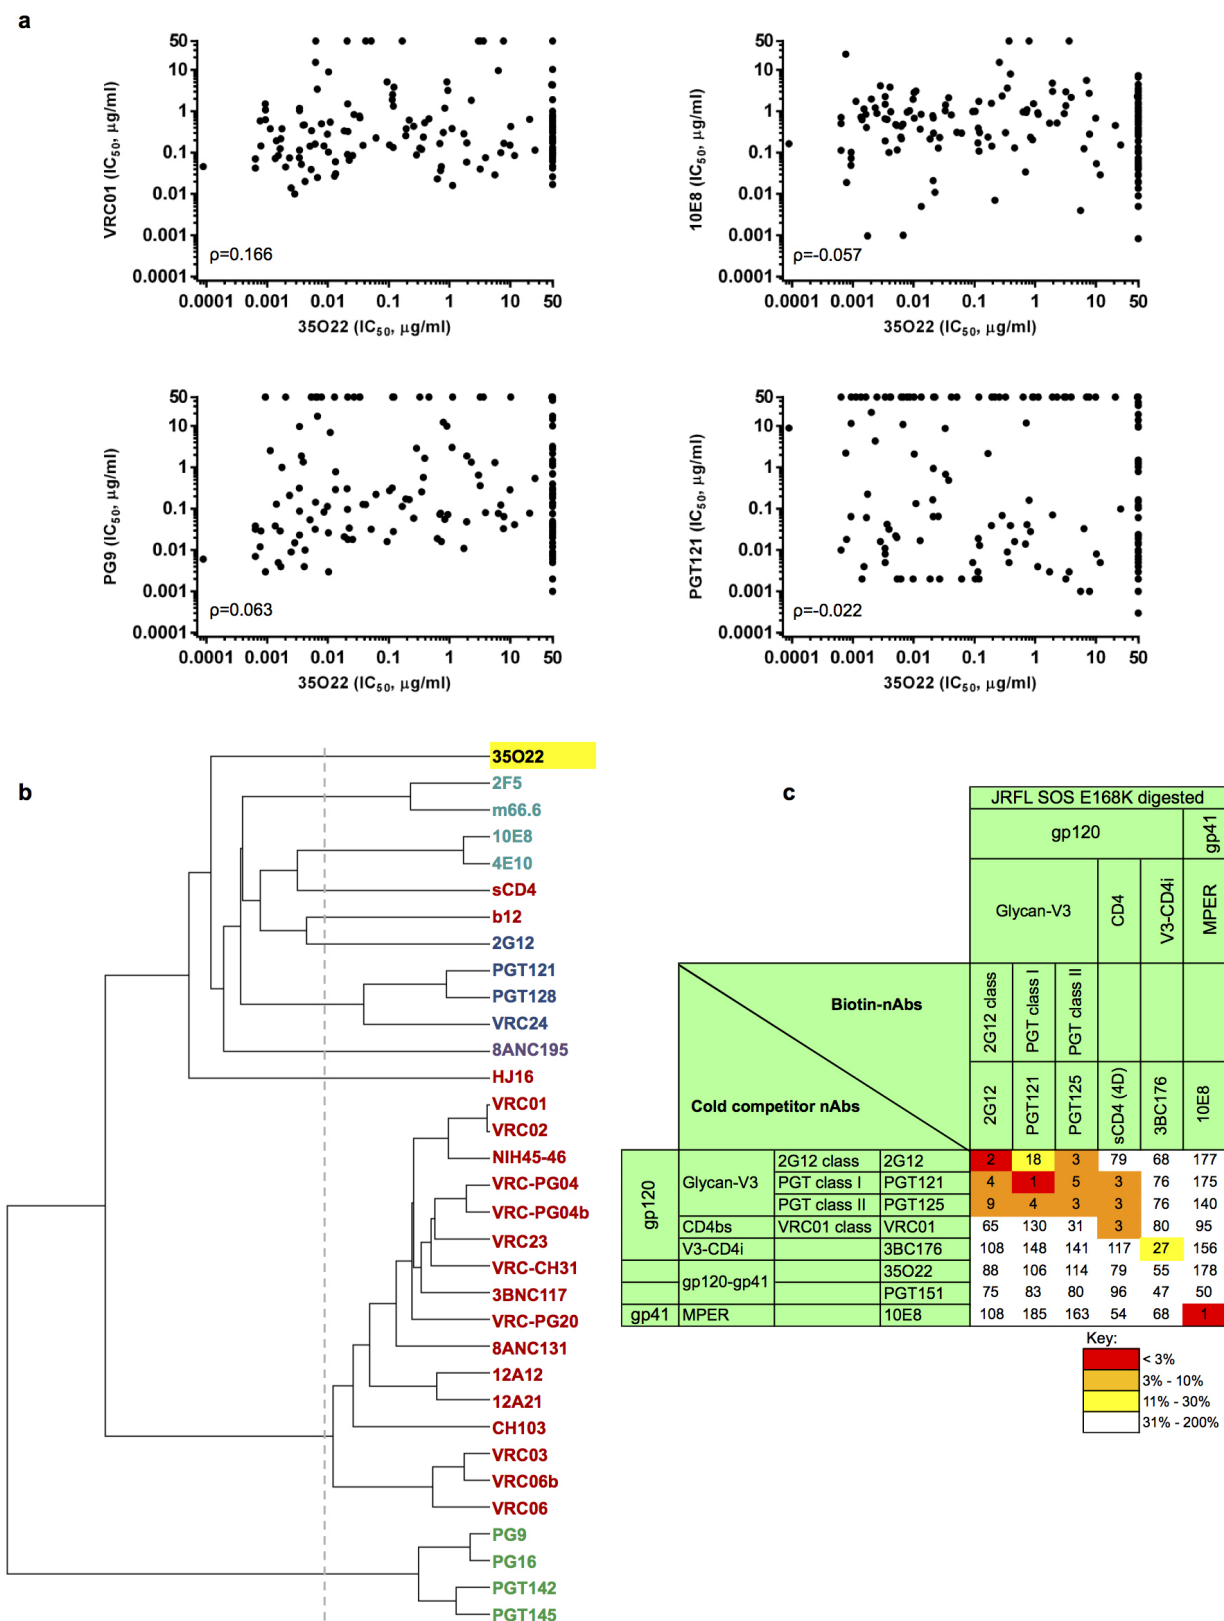 a
50
10
1
0.1
0.01
0.001
0.0001
VRC01 (IC50, μg/ml)
ρ=0.166
0.0001 0.001 0.01 0.1 1 10 50
35O22 (IC50, μg/ml)
50
10
1
0.1
0.01
0.001
0.0001
10E8 (IC50, μg/ml)
ρ=-0.057
0.0001 0.001 0.01 0.1 1 10 50
35O22 (IC50, μg/ml)
50
10
1
0.1
0.01
0.001
0.0001
PG9 (IC50, μg/ml)
ρ=0.063
0.0001 0.001 0.01 0.1 1 10 50
35O22 (IC50, μg/ml)
50
10
1
0.1
0.01
0.001
0.0001
PGT121 (IC50, μg/ml)
ρ=-0.022
0.0001 0.001 0.01 0.1 1 10 50
35O22 (IC50, μg/ml)
b
35O22
2F5
m66.6
10E8
4E10
sCD4
b12
2G12
PGT121
PGT128
VRC24
8ANC195
HJ16
VRC01
VRC02
NIH45-46
VRC-PG04
VRC-PG04b
VRC23
VRC-CH31
3BNC117
VRC-PG20
8ANC131
12A12
12A21
CH103
VRC03
VRC06b
VRC06
PG9
PG16
PGT142
PGT145
c
JRFL SOS E168K digested
gp120 gp41
Glycan-V3 CD4 V3-CD4i MPER
Biotin-nAbs 2G12 class PGT class I PGT class II
Cold competitor nAbs 2G12 PGT121 PGT125 sCD4 (4D) 3BC176 10E8
gp120 Glycan-V3 2G12 class 2G12 2 18 3 79 68 177
PGT class I PGT121 4 1 5 3 76 175
PGT class II PGT125 9 4 3 3 76 140
CD4bs VRC01 class VRC01 65 130 31 3 80 95
V3-CD4i 3BC176 108 148 141 117 27 156
gp120-gp41 35O22 88 106 114 79 55 178
PGT151 75 83 80 96 47 50
gp41 MPER 10E8 108 185 163 54 68 1
Key:
< 3%
3% - 10%
11% - 30%
31% - 200%